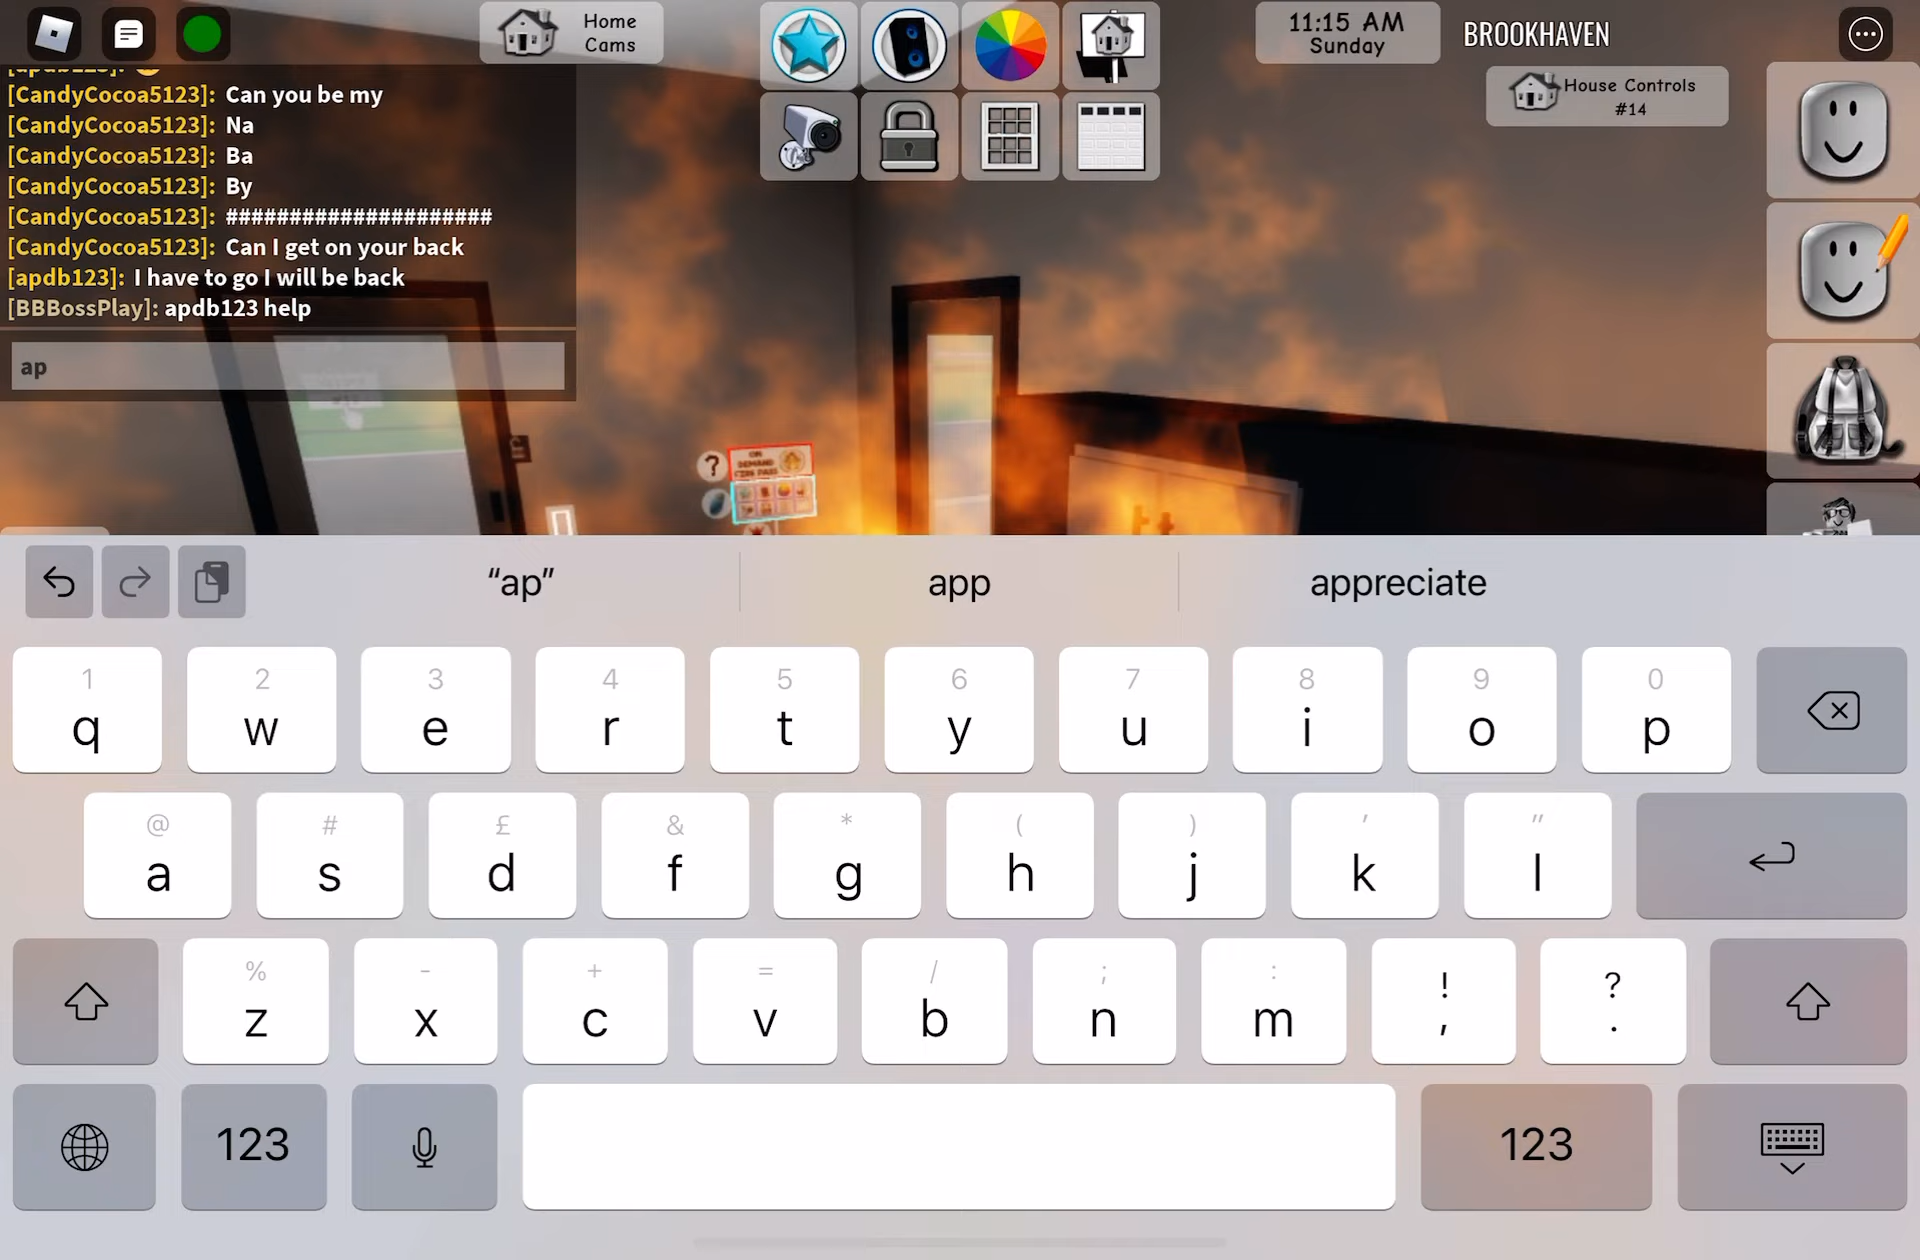 Home
Cams
11:15 AM
Sunday
BROOKHAVEN
House Controls
#14
[CandyCocoa5123]: Can you be my
[CandyCocoa5123]: Na
[CandyCocoa5123]: Ba
[CandyCocoa5123]: By
[CandyCocoa5123]: #####################
[CandyCocoa5123]: Can I get on your back
[apdb123]: I have to go I will be back
[BBBossPlay]: apdb123 help
ap
?
ON
DEMAND
“ap” app appreciate
1 2 3 4 5 6 7 8 9 0
q w e r t y u i o p
@ # £ & * ( ) ' "
a s d f g h j k l
% - + = / ; : ! ?
z x c v b n m , .
123 123